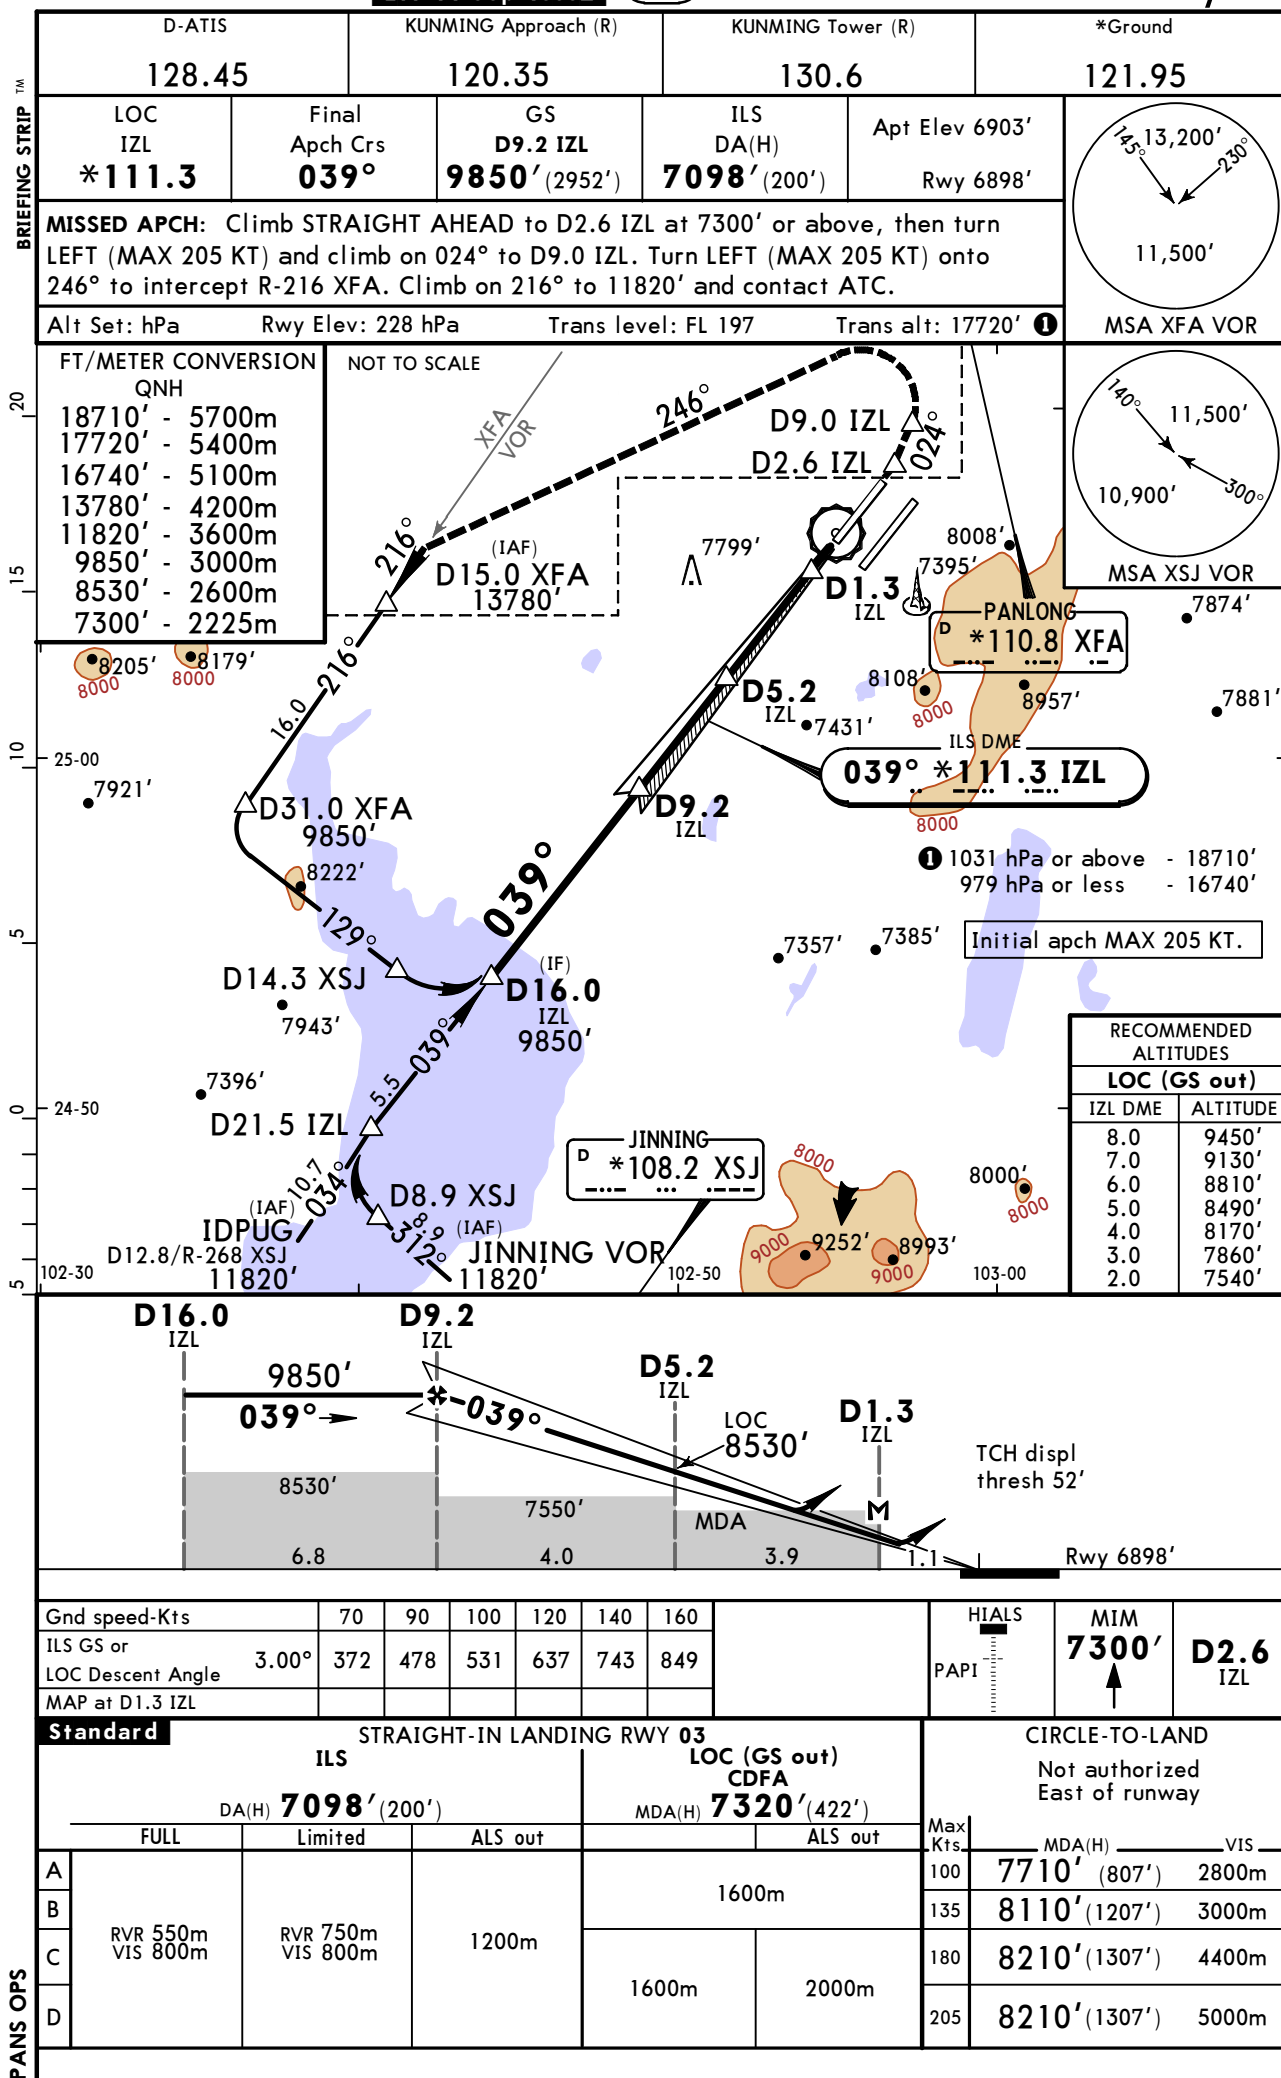 D-ATIS
128.45
KUNMING Approach (R)
120.35
KUNMING Tower (R)
130.6
*Ground
121.95
BRIEFING STRIP ™
LOC
IZL
*111.3
Final
Apch Crs
039°
GS
D9.2 IZL
9850' (2952')
ILS
DA(H)
7098' (200')
Apt Elev 6903'
Rwy 6898'
MISSED APCH: Climb STRAIGHT AHEAD to D2.6 IZL at 7300' or above, then turn
LEFT (MAX 205 KT) and climb on 024° to D9.0 IZL. Turn LEFT (MAX 205 KT) onto
246° to intercept R-216 XFA. Climb on 216° to 11820' and contact ATC.
Alt Set: hPa Rwy Elev: 228 hPa Trans level: FL 197 Trans alt: 17720' ❶
145°
13,200'
230°
11,500'
MSA XFA VOR
140°
11,500'
10,900'
300°
MSA XSJ VOR
FT/METER CONVERSION
QNH
18710' - 5700m
17720' - 5400m
16740' - 5100m
13780' - 4200m
11820' - 3600m
9850' - 3000m
8530' - 2600m
7300' - 2225m
NOT TO SCALE
XFA
VOR
246°
D9.0 IZL
024°
D2.6 IZL
216°
(IAF)
D15.0 XFA
13780'
7799'
8008'
7395'
D1.3
IZL
PANLONG
D *110.8 XFA
7874'
8205'
8000
8179'
8000
216°
16.0
D5.2
IZL
8108'
8000
8957'
7881'
7431'
ILS DME
039° *111.3 IZL
8000
20
15
10
5
0
5
25-00
7921'
D31.0 XFA
9850'
D9.2
IZL
8222'
039°
❶ 1031 hPa or above - 18710'
979 hPa or less - 16740'
129°
7357'
7385'
Initial apch MAX 205 KT.
D14.3 XSJ
(IF)
D16.0
IZL
9850'
7943'
039°
5.5
7396'
24-50
D21.5 IZL
RECOMMENDED
ALTITUDES
LOC (GS out)
IZL DME ALTITUDE
8.0 9450'
7.0 9130'
6.0 8810'
5.0 8490'
4.0 8170'
3.0 7860'
2.0 7540'
JINNING
D *108.2 XSJ
10.7
034°
(IAF)
IDPUG
D12.8/R-268 XSJ
11820'
D8.9 XSJ
8.9
312°
(IAF)
JINNING VOR
11820'
8000
9000
9252'
8993'
9000
8000'
8000
102-30
102-50
103-00
D16.0
IZL
D9.2
IZL
D5.2
IZL
D1.3
IZL
9850'
039°
039°
LOC
8530'
TCH displ
thresh 52'
8530'
7550'
MDA
M
6.8
4.0
3.9
1.1
Rwy 6898'
Gnd speed-Kts 70 90 100 120 140 160
ILS GS or
LOC Descent Angle 3.00° 372 478 531 637 743 849
MAP at D1.3 IZL
HIALS
PAPI
MIM
7300'
D2.6
IZL
Standard
STRAIGHT-IN LANDING RWY 03
ILS
DA(H) 7098' (200')
LOC (GS out)
CDFA
MDA(H) 7320' (422')
FULL Limited ALS out
ALS out
A
B
C
D
RVR 550m
VIS 800m
RVR 750m
VIS 800m
1200m
1600m
1600m
2000m
CIRCLE-TO-LAND
Not authorized
East of runway
Max
Kts MDA(H) VIS
100 7710' (807') 2800m
135 8110' (1207') 3000m
180 8210' (1307') 4400m
205 8210' (1307') 5000m
PANS OPS